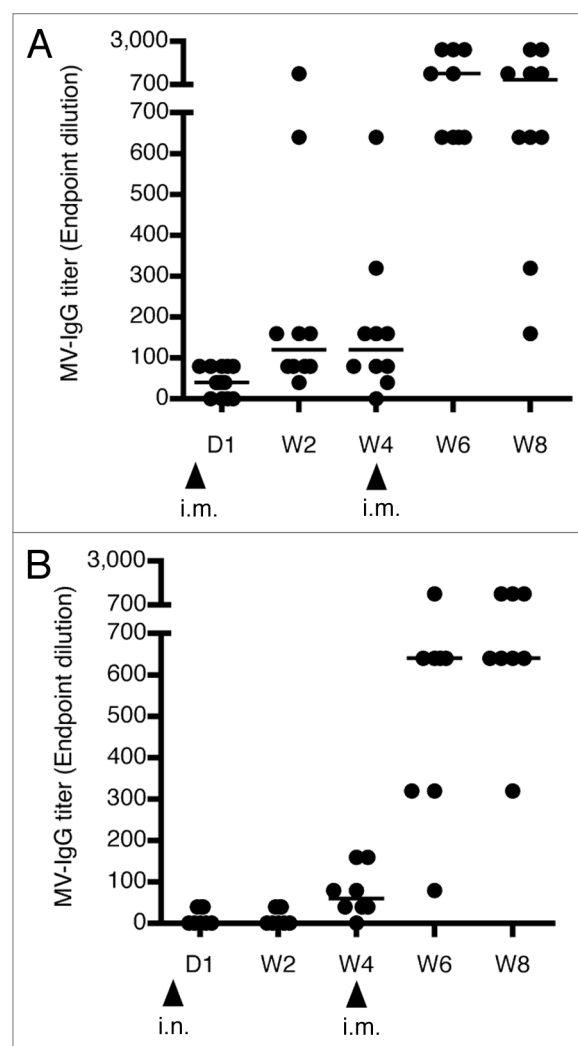 A
MV-IgG titer (Endpoint dilution)
3,000
700
700
600
500
400
300
200
100
0
D1 W2 W4 W6 W8
i.m. i.m.
B
MV-IgG titer (Endpoint dilution)
3,000
700
700
600
500
400
300
200
100
0
D1 W2 W4 W6 W8
i.n. i.m.